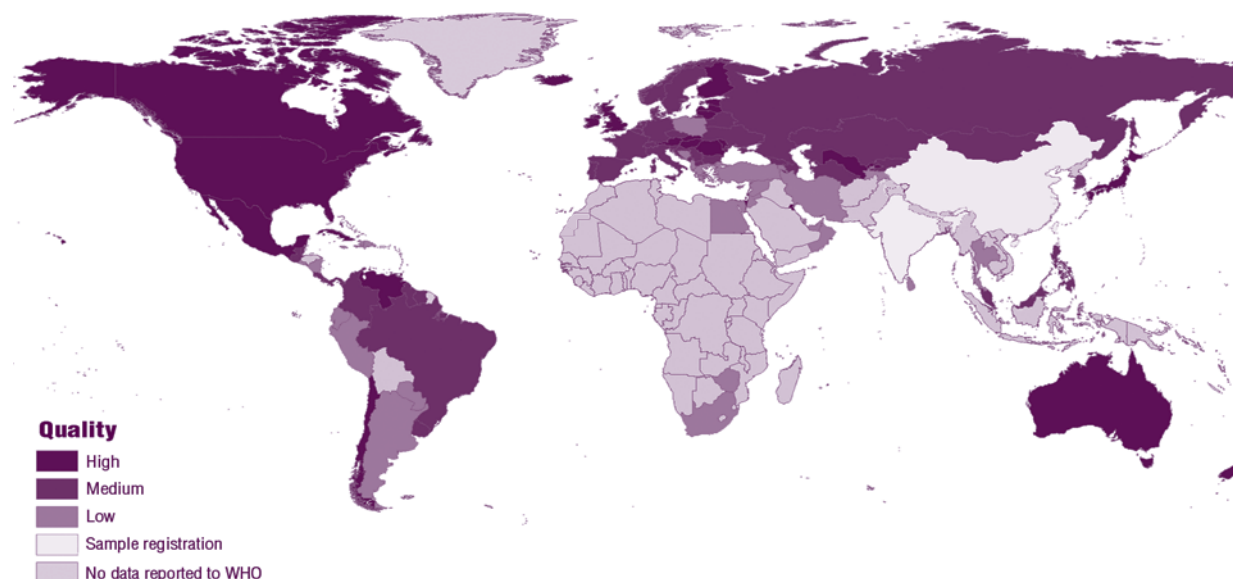 Quality
High
Medium
Low
Sample registration
No data reported to WHO